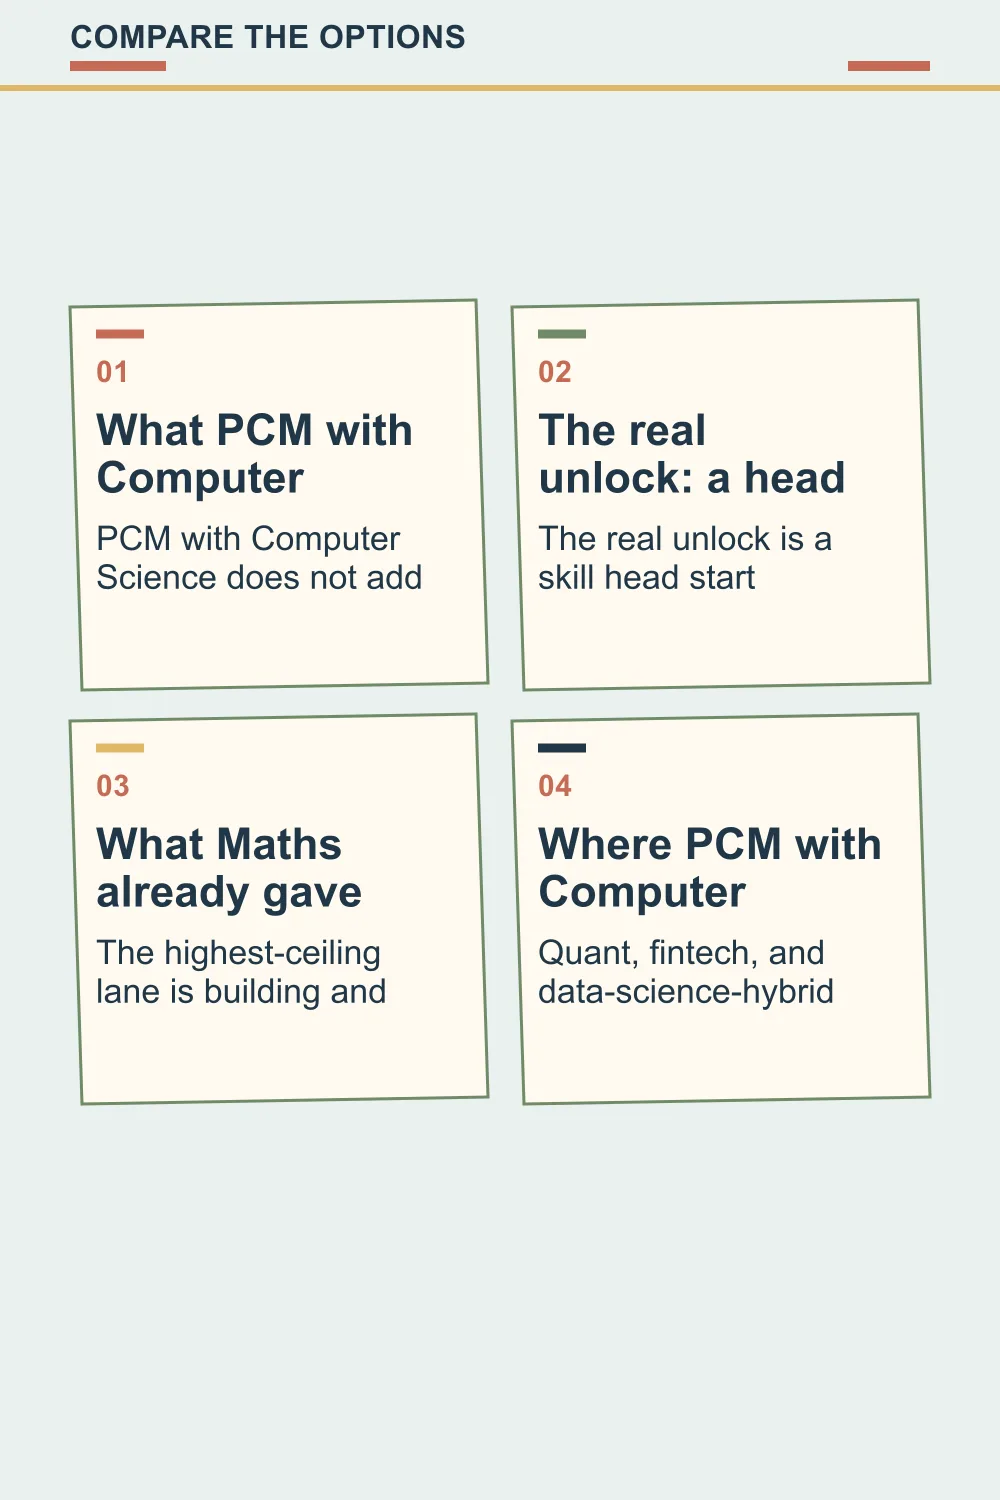 COMPARE THE OPTIONS
01
What PCM with
Computer
PCM with Computer
Science does not add
02
The real
unlock: a head
The real unlock is a
skill head start
03
What Maths
already gave
The highest-ceiling
lane is building and
04
Where PCM with
Computer
Quant, fintech, and
data-science-hybrid